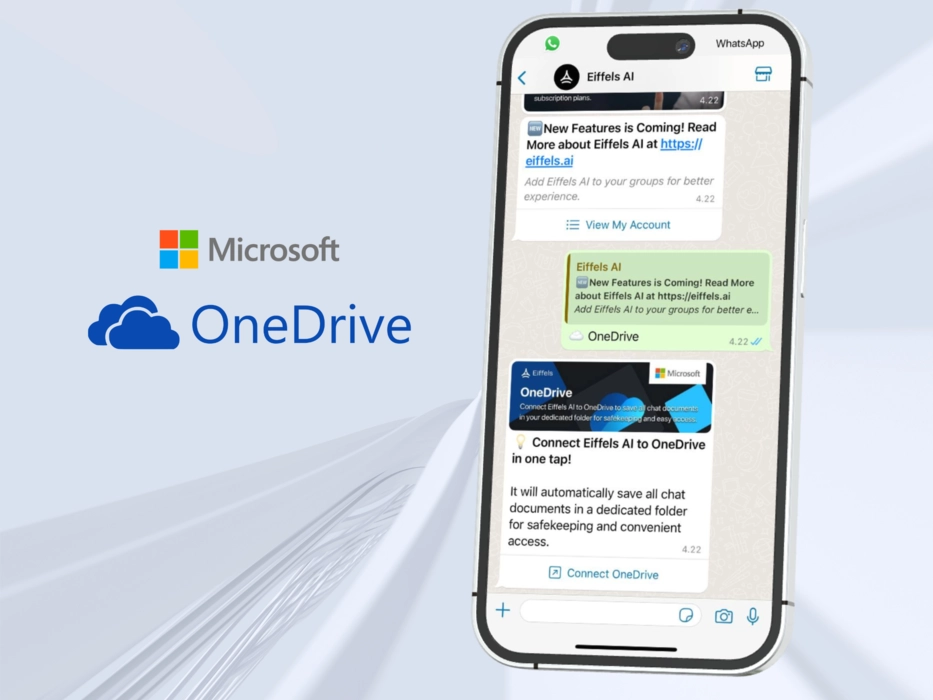 Microsoft
OneDrive
WhatsApp
Eiffels AI
subscription plans.
4.22
🆕New Features is Coming! Read
More about Eiffels AI at https://
eiffels.ai
Add Eiffels AI to your groups for better
experience.
4.22
View My Account
Eiffels AI
🆕New Features is Coming! Read More
about Eiffels AI at https://eiffels.ai
Add Eiffels AI to your groups for better e...
☁️ OneDrive
4.22
Eiffels
Microsoft
OneDrive
Connect Eiffels AI to OneDrive to save all chat documents
in your dedicated folder for safekeeping and easy access.
💡 Connect Eiffels AI to OneDrive
in one tap!
It will automatically save all chat
documents in a dedicated folder
for safekeeping and convenient
access.
4.22
Connect OneDrive